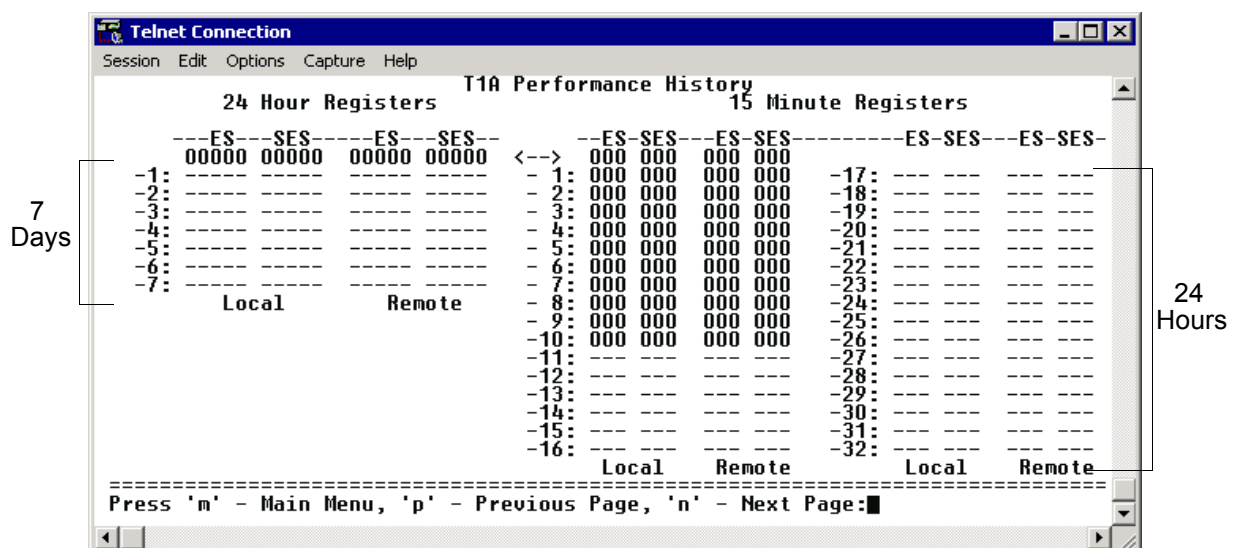 Telnet Connection
Session Edit Options Capture Help
T1A Performance History
24 Hour Registers 15 Minute Registers
---ES---SES-----ES---SES-- --ES-SES---ES-SES---------ES-SES---ES-SES-
00000 00000 00000 00000 <--> 000 000 000 000
-1: ----- ----- ----- ----- - 1: 000 000 000 000 -17: --- --- --- ---
-2: ----- ----- ----- ----- - 2: 000 000 000 000 -18: --- --- --- ---
-3: ----- ----- ----- ----- - 3: 000 000 000 000 -19: --- --- --- ---
-4: ----- ----- ----- ----- - 4: 000 000 000 000 -20: --- --- --- ---
-5: ----- ----- ----- ----- - 5: 000 000 000 000 -21: --- --- --- ---
-6: ----- ----- ----- ----- - 6: 000 000 000 000 -22: --- --- --- ---
-7: ----- ----- ----- ----- - 7: 000 000 000 000 -23: --- --- --- ---
Local Remote - 8: 000 000 000 000 -24: --- --- --- ---
- 9: 000 000 000 000 -25: --- --- --- ---
-10: 000 000 000 000 -26: --- --- --- ---
-11: --- --- --- --- -27: --- --- --- ---
-12: --- --- --- --- -28: --- --- --- ---
-13: --- --- --- --- -29: --- --- --- ---
-14: --- --- --- --- -30: --- --- --- ---
-15: --- --- --- --- -31: --- --- --- ---
-16: --- --- --- --- -32: --- --- --- ---
Local Remote Local Remote
Press 'm' - Main Menu, 'p' - Previous Page, 'n' - Next Page:
7
Days
24
Hours